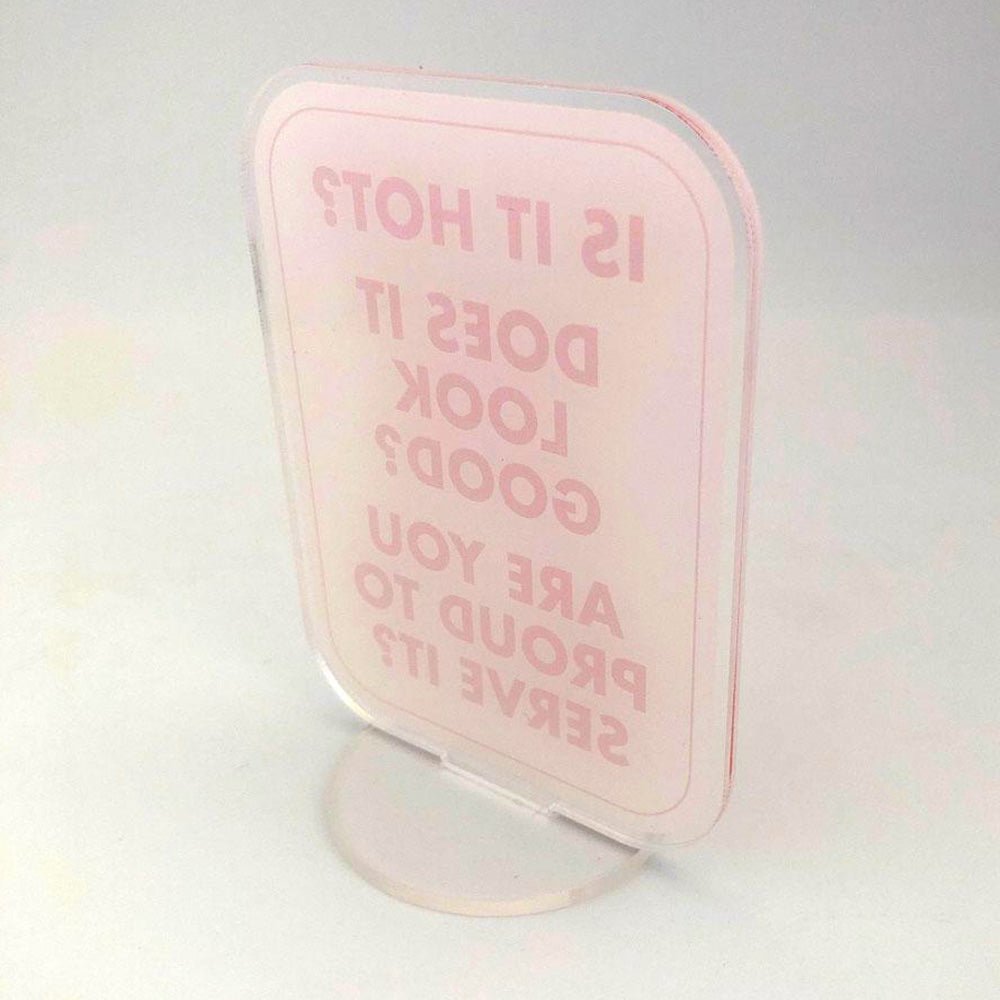 IS IT HOT?
DOES IT
LOOK
GOOD?
ARE YOU
PROUD TO
SERVE IT?